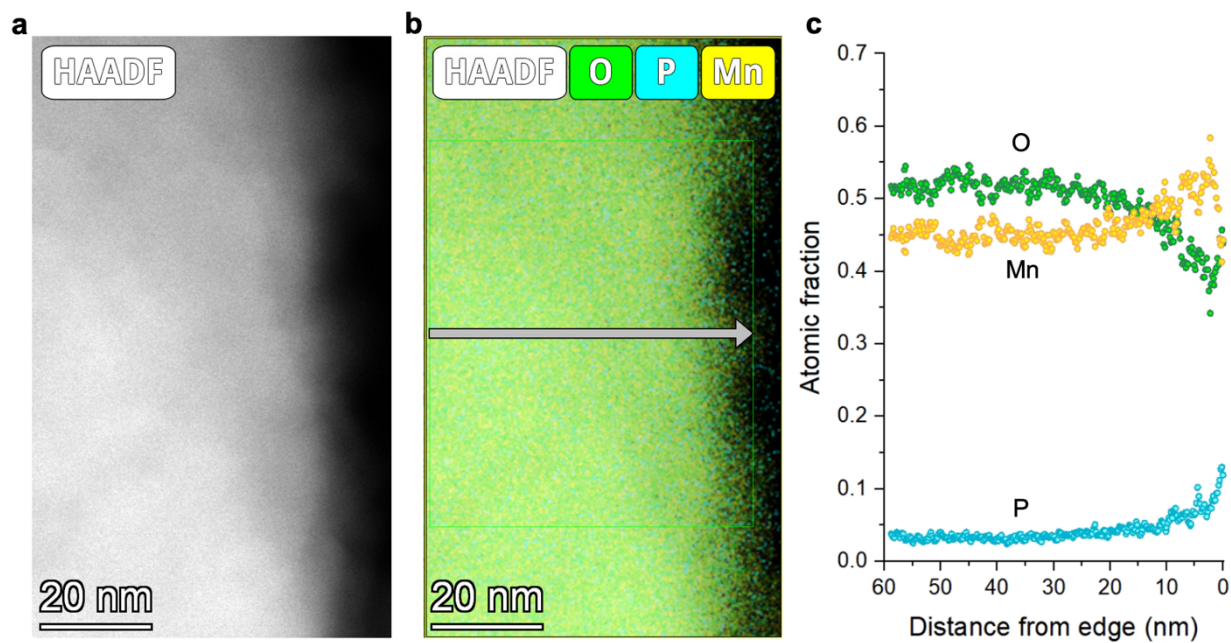 a
HAADF
20 nm
b
HAADF O P Mn
20 nm
c
0.7
0.6
0.5
0.4
0.3
0.2
0.1
0.0
Atomic fraction
O
Mn
P
60 50 40 30 20 10 0
Distance from edge (nm)